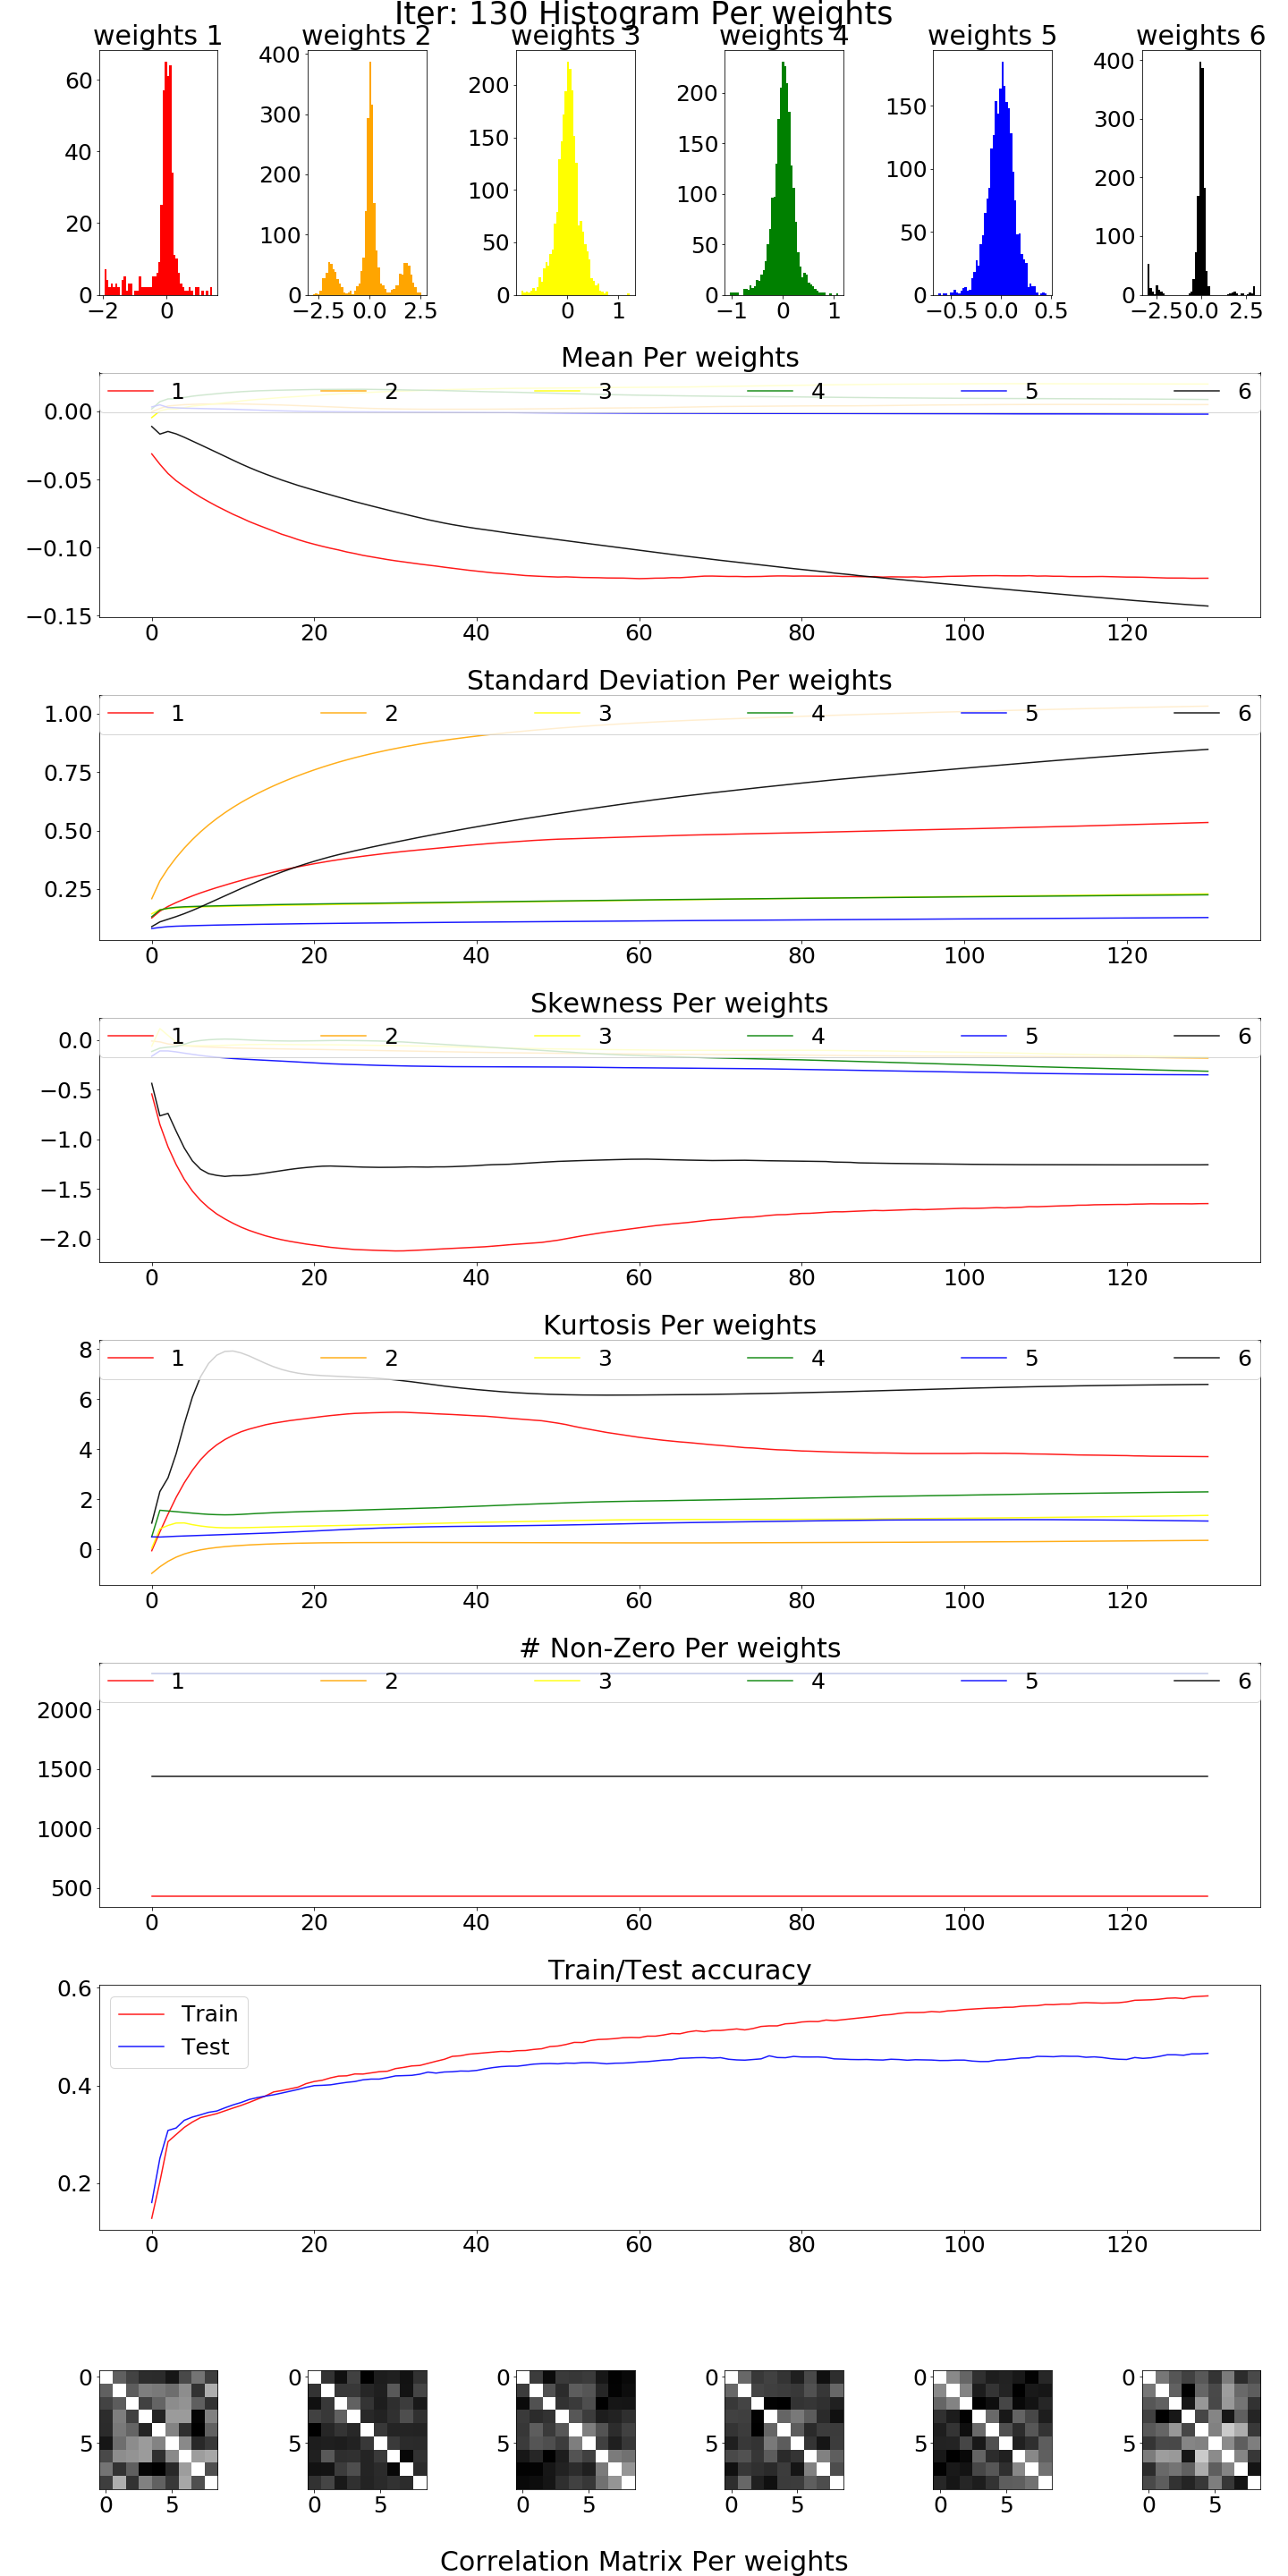 Iter: 130 Histogram Per weights
weights 1 weights 2 weights 3 weights 4 weights 5 weights 6
60 40 20 0 −2 0
400 300 200 100 0 −2.5 0.0 2.5
200 150 100 50 0 0 1
200 150 100 50 0 −1 0 1
150 100 50 0 −0.5 0.0 0.5
400 300 200 100 0 −2.5 0.0 2.5
Mean Per weights
1 2 3 4 5 6
0.00
−0.05
−0.10
−0.15
0 20 40 60 80 100 120
Standard Deviation Per weights
1 2 3 4 5 6
1.00
0.75
0.50
0.25
0 20 40 60 80 100 120
Skewness Per weights
1 2 3 4 5 6
0.0
−0.5
−1.0
−1.5
−2.0
0 20 40 60 80 100 120
Kurtosis Per weights
1 2 3 4 5 6
8
6
4
2
0
0 20 40 60 80 100 120
# Non-Zero Per weights
1 2 3 4 5 6
2000
1500
1000
500
0 20 40 60 80 100 120
Train/Test accuracy
Train
Test
0.6
0.4
0.2
0 20 40 60 80 100 120
0 0 0 0 0 0
5 5 5 5 5 5
0 5 0 5 0 5 0 5 0 5 0 5
Correlation Matrix Per weights